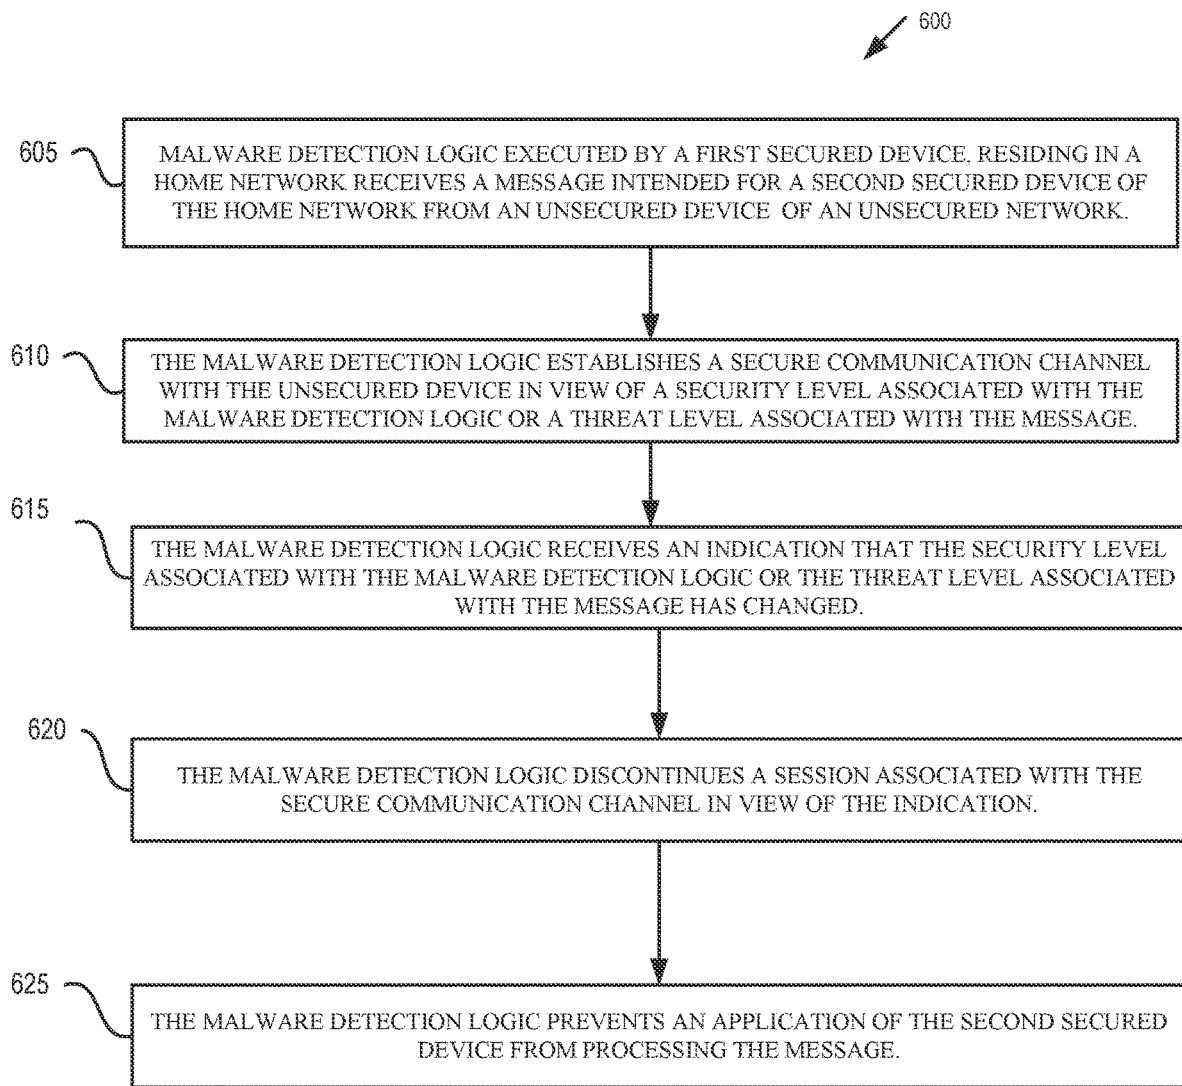 600
605
MALWARE DETECTION LOGIC EXECUTED BY A FIRST SECURED DEVICE, RESIDING IN A
HOME NETWORK RECEIVES A MESSAGE INTENDED FOR A SECOND SECURED DEVICE OF
THE HOME NETWORK FROM AN UNSECURED DEVICE OF AN UNSECURED NETWORK.
610
THE MALWARE DETECTION LOGIC ESTABLISHES A SECURE COMMUNICATION CHANNEL
WITH THE UNSECURED DEVICE IN VIEW OF A SECURITY LEVEL ASSOCIATED WITH THE
MALWARE DETECTION LOGIC OR A THREAT LEVEL ASSOCIATED WITH THE MESSAGE.
615
THE MALWARE DETECTION LOGIC RECEIVES AN INDICATION THAT THE SECURITY LEVEL
ASSOCIATED WITH THE MALWARE DETECTION LOGIC OR THE THREAT LEVEL ASSOCIATED
WITH THE MESSAGE HAS CHANGED.
620
THE MALWARE DETECTION LOGIC DISCONTINUES A SESSION ASSOCIATED WITH THE
SECURE COMMUNICATION CHANNEL IN VIEW OF THE INDICATION.
625
THE MALWARE DETECTION LOGIC PREVENTS AN APPLICATION OF THE SECOND SECURED
DEVICE FROM PROCESSING THE MESSAGE.